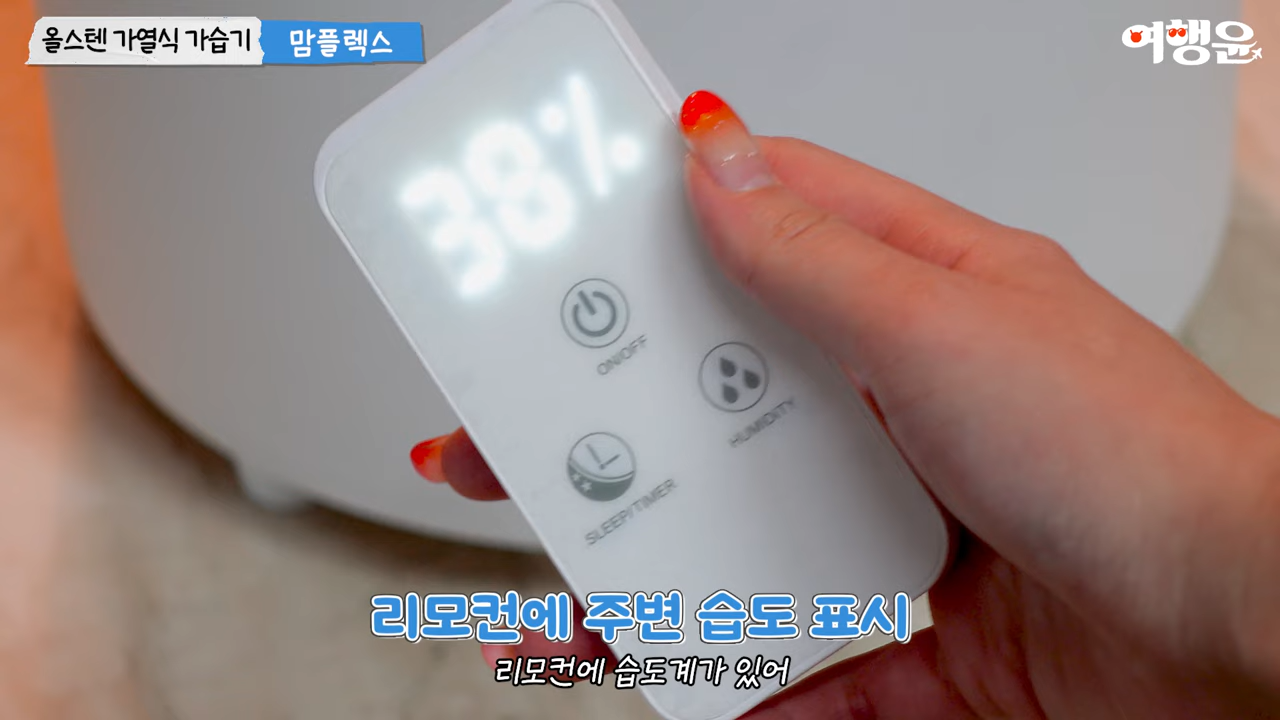 올스텐 가열식 가습기 맘플렉스
여행윤
38%
ON/OFF
HUMIDITY
SLEEP/TIMER
리모컨에 주변 습도 표시
리모컨에 습도계가 있어